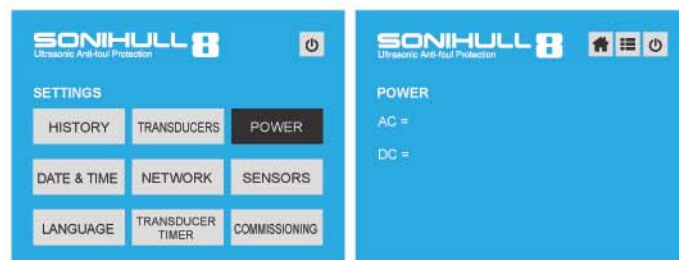 SONIHULL 8
Ultrasonic Anti-foul Protection
SETTINGS
HISTORY
TRANSDUCERS
POWER
DATE & TIME
NETWORK
SENSORS
LANGUAGE
TRANSDUCER
TIMER
COMMISSIONING
SONIHULL 8
Ultrasonic Anti-foul Protection
POWER
AC =
DC =